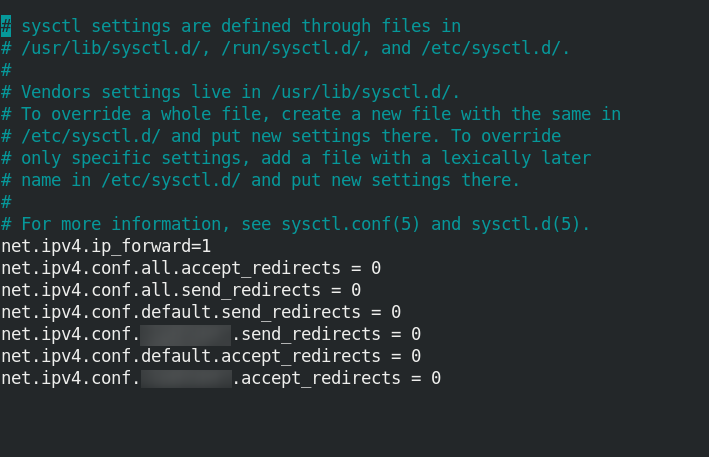 # sysctl settings are defined through files in
# /usr/lib/sysctl.d/, /run/sysctl.d/, and /etc/sysctl.d/.
#
# Vendors settings live in /usr/lib/sysctl.d/.
# To override a whole file, create a new file with the same in
# /etc/sysctl.d/ and put new settings there. To override
# only specific settings, add a file with a lexically later
# name in /etc/sysctl.d/ and put new settings there.
#
# For more information, see sysctl.conf(5) and sysctl.d(5).
net.ipv4.ip_forward=1
net.ipv4.conf.all.accept_redirects = 0
net.ipv4.conf.all.send_redirects = 0
net.ipv4.conf.default.send_redirects = 0
net.ipv4.conf. .send_redirects = 0
net.ipv4.conf.default.accept_redirects = 0
net.ipv4.conf. .accept_redirects = 0